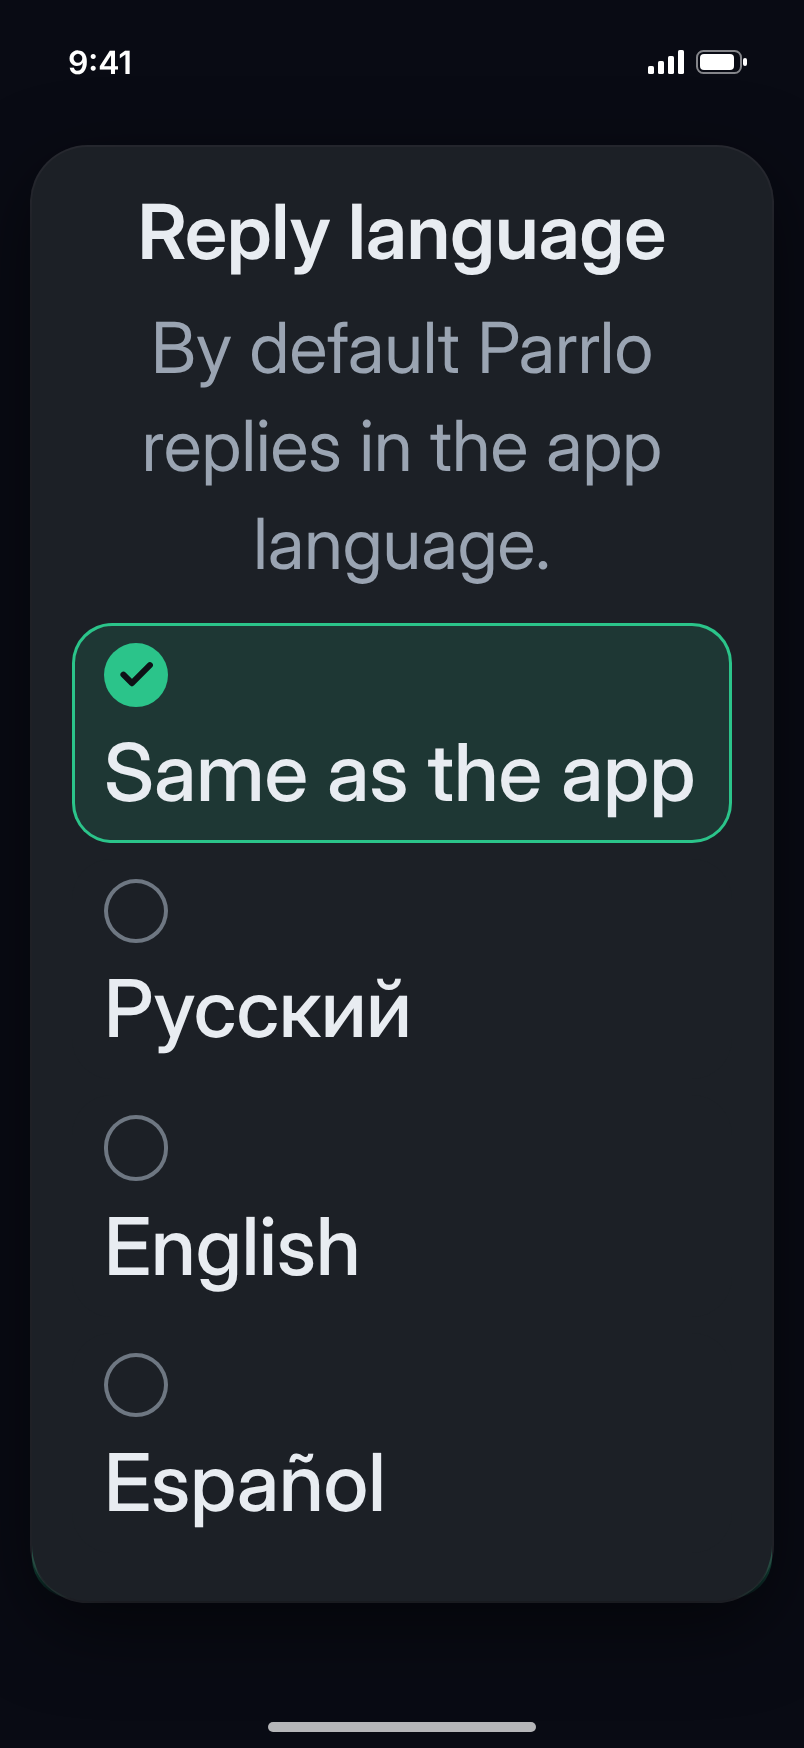 9:41
Reply language
By default Parrlo
replies in the app
language.
Same as the app
Русский
English
Español